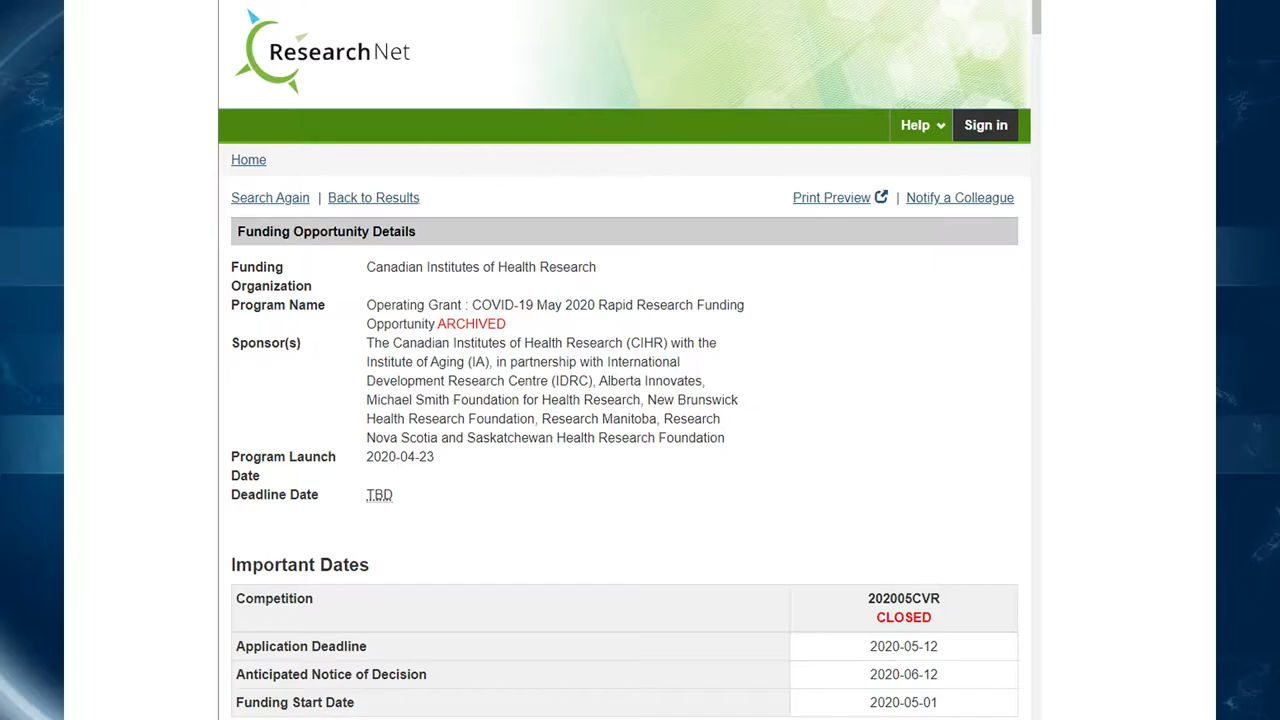 ResearchNet
Help Sign in
Home
Search Again | Back to Results Print Preview | Notify a Colleague
Funding Opportunity Details
Funding Organization Canadian Institutes of Health Research
Program Name Operating Grant : COVID-19 May 2020 Rapid Research Funding
Opportunity ARCHIVED
Sponsor(s) The Canadian Institutes of Health Research (CIHR) with the
Institute of Aging (IA), in partnership with International
Development Research Centre (IDRC), Alberta Innovates,
Michael Smith Foundation for Health Research, New Brunswick
Health Research Foundation, Research Manitoba, Research
Nova Scotia and Saskatchewan Health Research Foundation
Program Launch Date 2020-04-23
Deadline Date TBD
Important Dates
Competition 202005CVR
CLOSED
Application Deadline 2020-05-12
Anticipated Notice of Decision 2020-06-12
Funding Start Date 2020-05-01